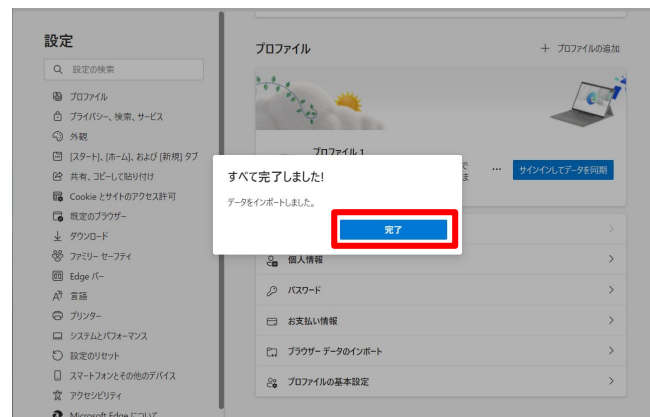 設定
設定の検索
プロファイル
プライバシー、検索、サービス
外観
[スタート]、[ホーム]、および [新規] タブ
共有、コピーして貼り付け
Cookie とサイトのアクセス許可
既定のブラウザー
ダウンロード
ファミリー セーフティ
Edge バー
言語
プリンター
システムとパフォーマンス
設定のリセット
スマートフォンとその他のデバイス
アクセシビリティ
Microsoft Edge について
プロファイル
プロファイルの追加
プロファイル 1
サインインしてデータを同期
すべて完了しました!
データをインポートしました。
完了
個人情報
パスワード
お支払い情報
ブラウザー データのインポート
プロファイルの基本設定